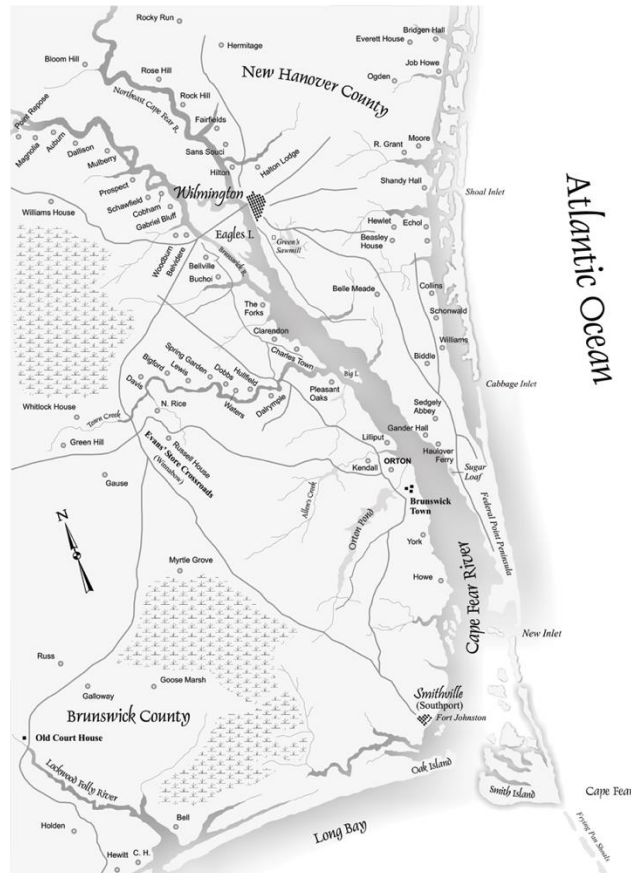 Rocky Run
Bridgen Hall
Everett House
Hermitage
Bloom Hill
Job Howe
Rose Hill
Ogden
New Hanover County
Northeast Cape Fear R.
Rock Hill
Point Repose
Fairfields
Magnolia
Auburn
Dallison
Mulberry
Sans Souci
R. Grant
Moore
Hilton
Halton Lodge
Prospect
Wilmington
Shandy Hall
Shoal Inlet
Schawfield
Cobham
Gabriel Bluff
Williams House
Atlantic Ocean
Eagles I.
Green's
Sawmill
Hewlet
Echol
Beasley
House
Woodburn
Belvedere
Bellville
Buchoi
Brunswick R.
Belle Meade
Collins
The
Forks
Schonwald
Clarendon
Williams
Charles Town
Biddle
Spring Garden
Bigford
Lewis
Dobbs
Hullfield
Davis
Big I.
Cabbage Inlet
Pleasant
Oaks
Waters
Dalrymple
Whitlock House
Town Creek
N. Rice
Sedgely
Abbey
Gander Hall
Green Hill
Russell House
Evans' Store Crossroads
(Winnabow)
Lilliput
Haulover
Ferry
Kendall
ORTON
Sugar
Loaf
Gause
Allen's Creek
Brunswick
Town
Federal Point Peninsula
N
Orton Pond
York
Myrtle Grove
Howe
Cape Fear River
New Inlet
Russ
Galloway
Goose Marsh
Smithville
(Southport)
Fort Johnston
Brunswick County
Old Court House
Oak Island
Lockwood Folly River
Smith Island
Cape Fear
Bell
Long Bay
Holden
Frying Pan Shoals
C. H.
Hewitt